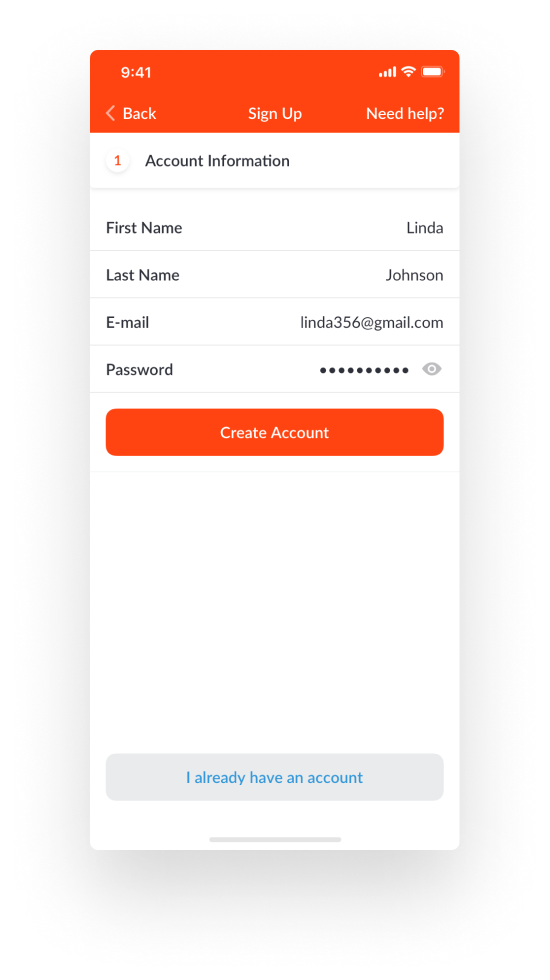 9:41
Back Sign Up Need help?
1 Account Information
First Name Linda
Last Name Johnson
E-mail linda356@gmail.com
Password ••••••••••
Create Account
I already have an account